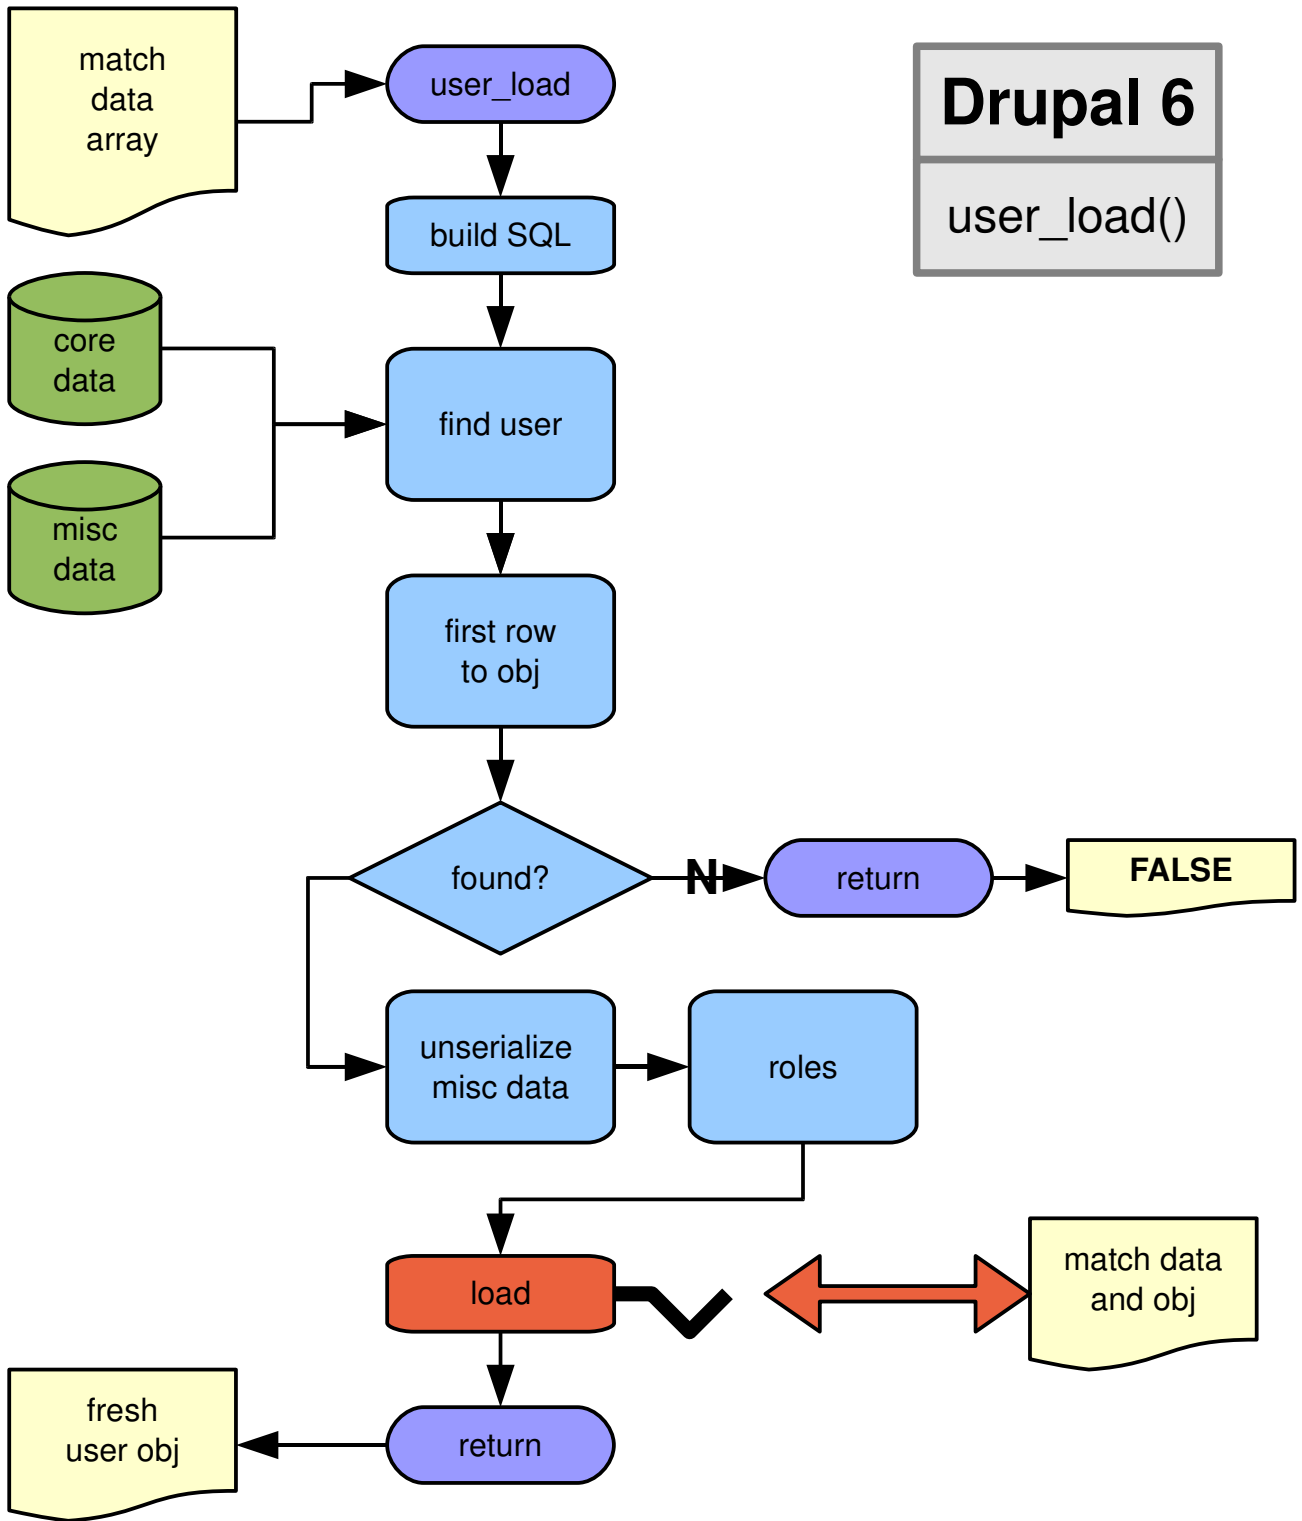 match
data
array
user_load
Drupal 6
user_load()
build SQL
core
data
find user
misc
data
first row
to obj
found?
N
return
FALSE
unserialize
misc data
roles
load
match data
and obj
fresh
user obj
return